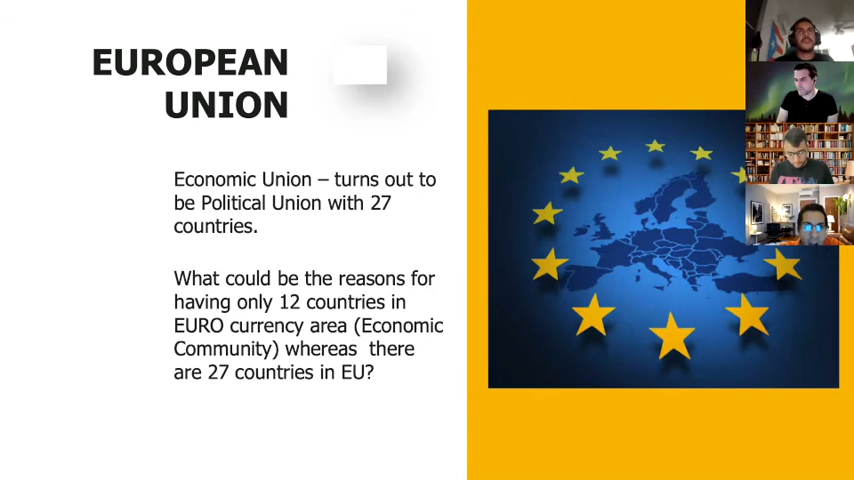 EUROPEAN
UNION
Economic Union – turns out to
be Political Union with 27
countries.
What could be the reasons for
having only 12 countries in
EURO currency area (Economic
Community) whereas there
are 27 countries in EU?